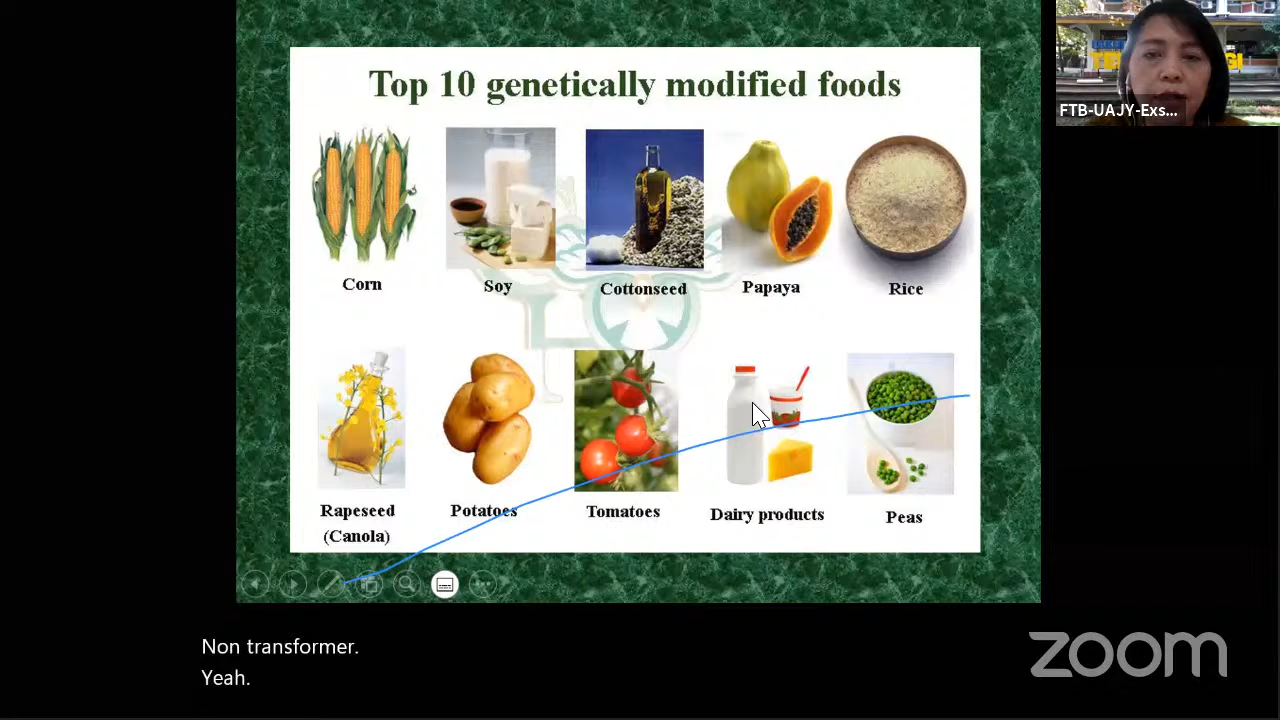 Top 10 genetically modified foods
FTB-UAJY-Exs...
Corn
Soy
Cottonseed
Papaya
Rice
Rapeseed
(Canola)
Potatoes
Tomatoes
Dairy products
Peas
Non transformer.
Yeah.
zoom